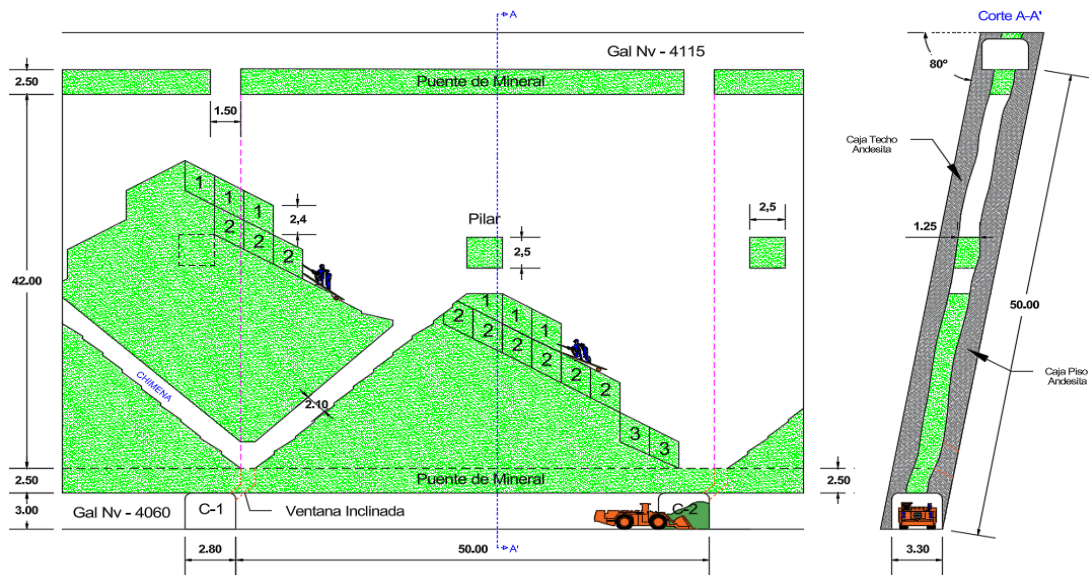 A
Gal Nv - 4115
Corte A-A'
80º
2.50
Puente de Mineral
1.50
Caja Techo
Andesita
1
1
1
2,4
2
2
2
Pilar
2,5
2,5
1.25
42.00
50.00
1
1
1
2
2
2
2
2
2
3
3
CHIMENA
2.10
Caja Piso
Andesita
2.50
Puente de Mineral
2.50
3.00
Gal Nv - 4060
C-1
Ventana Inclinada
C-2
A'
2.80
50.00
3.30